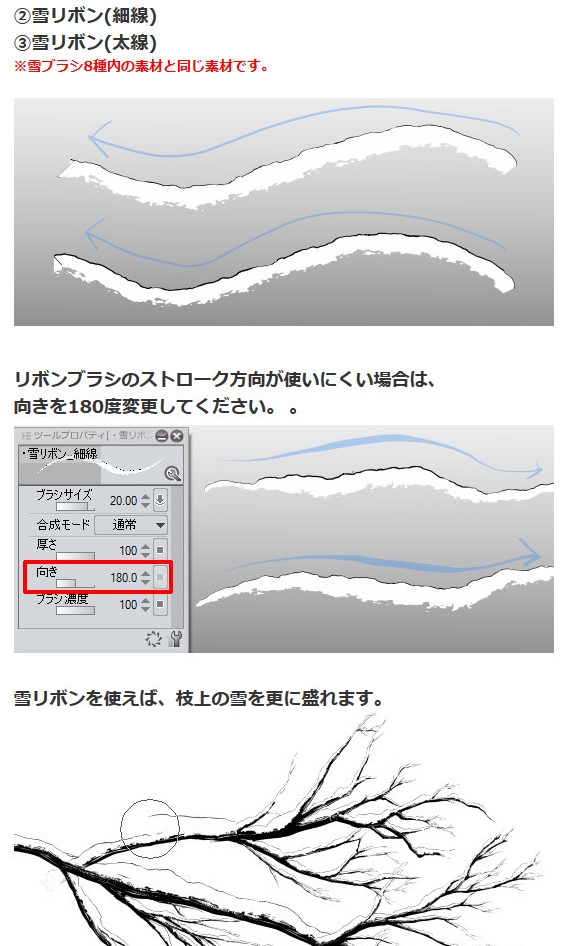 ②雪リボン(細線)
③雪リボン(太線)
※雪ブラシ8種内の素材と同じ素材です。
リボンブラシのストローク方向が使いにくい場合は、
向きを180度変更してください。 。
ツールプロパティ[・雪リボン
・雪リボン_細線
ブラシサイズ 20.00
合成モード 通常
厚さ 100
向き 180.0
ブラシ濃度 100
雪リボンを使えば、枝上の雪を更に盛れます。